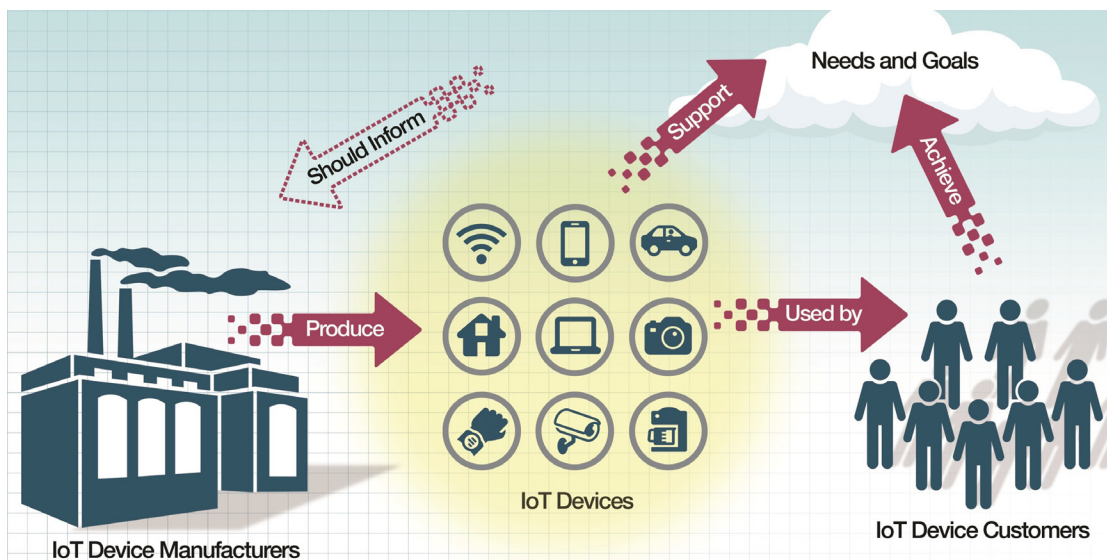 Needs and Goals
Support
Should Inform
Achieve
Produce
Used by
IoT Devices
IoT Device Customers
IoT Device Manufacturers